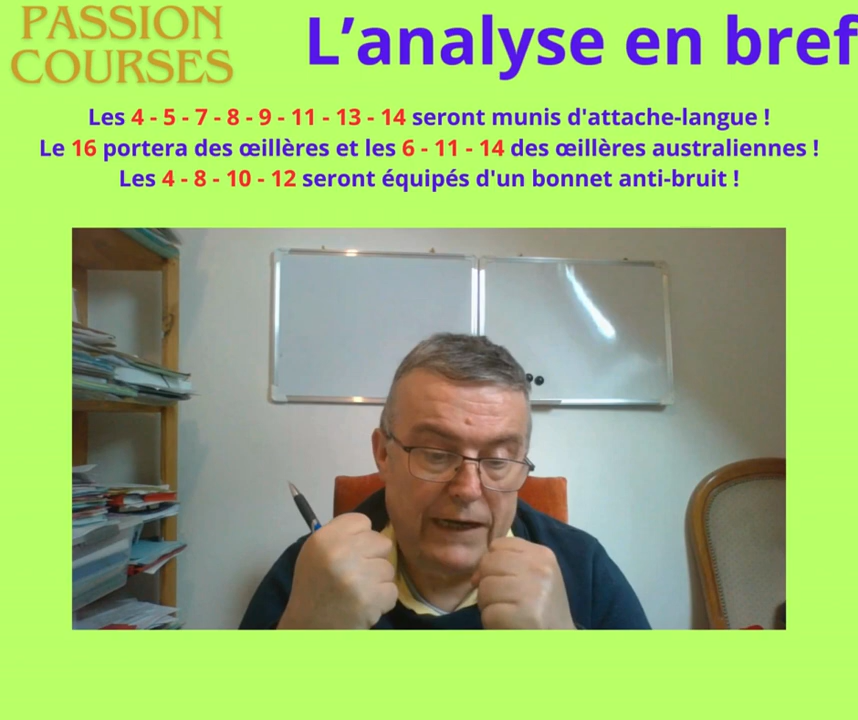 PASSION
COURSES
L’analyse en bref
Les 4 - 5 - 7 - 8 - 9 - 11 - 13 - 14 seront munis d'attache-langue !
Le 16 portera des œillères et les 6 - 11 - 14 des œillères australiennes !
Les 4 - 8 - 10 - 12 seront équipés d'un bonnet anti-bruit !